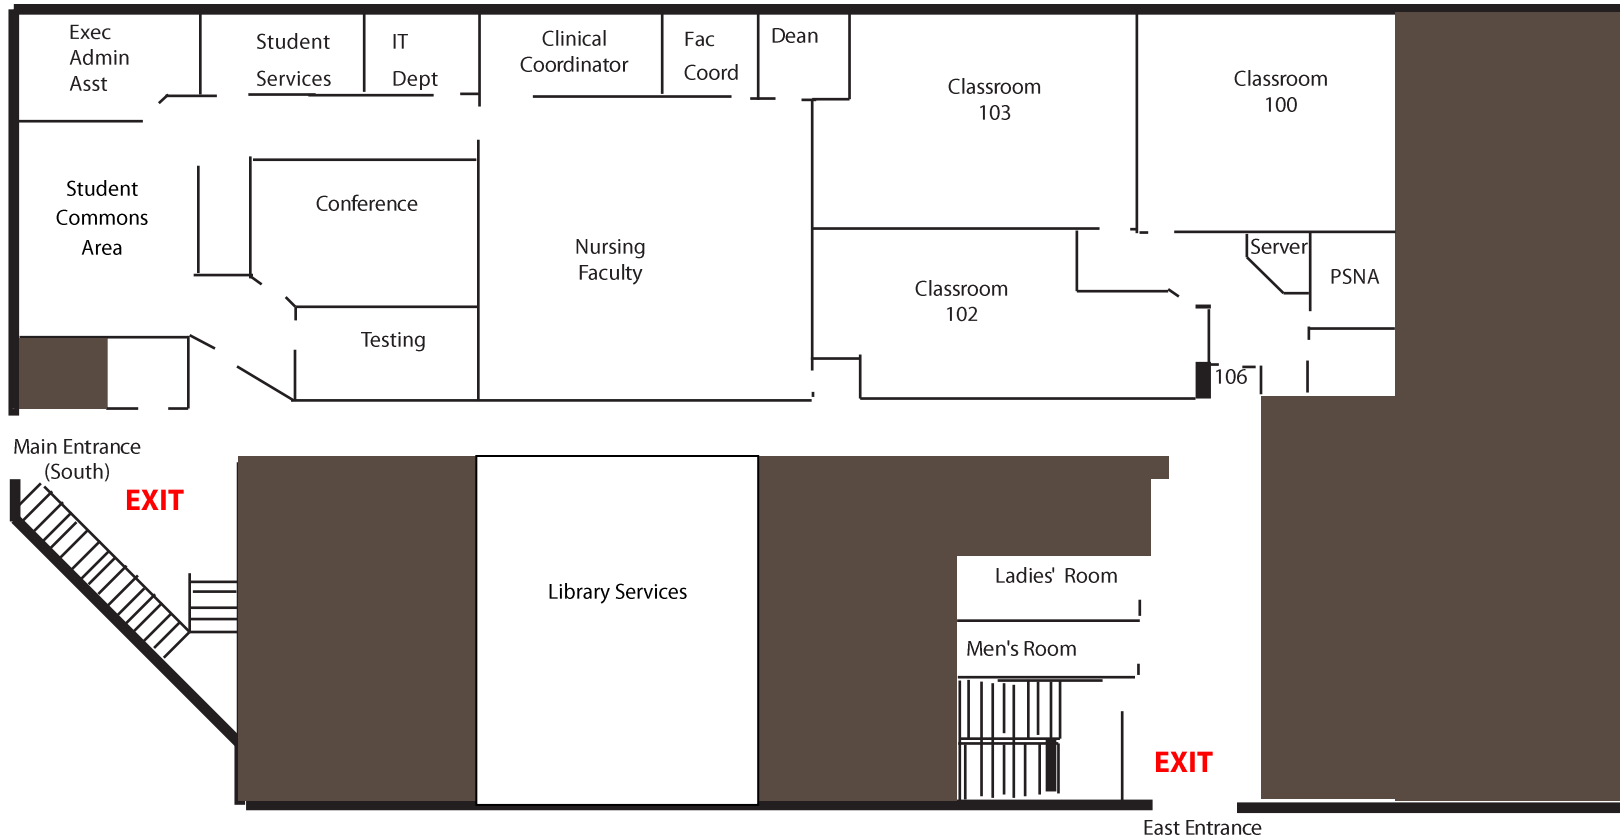 Exec
Admin
Asst
Student
Services
IT
Dept
Clinical
Coordinator
Fac
Coord
Dean
Classroom
103
Classroom
100
Student
Commons
Area
Conference
Nursing
Faculty
Server
PSNA
Classroom
102
Testing
106
Main Entrance
(South)
EXIT
Library Services
Ladies' Room
Men's Room
EXIT
East Entrance